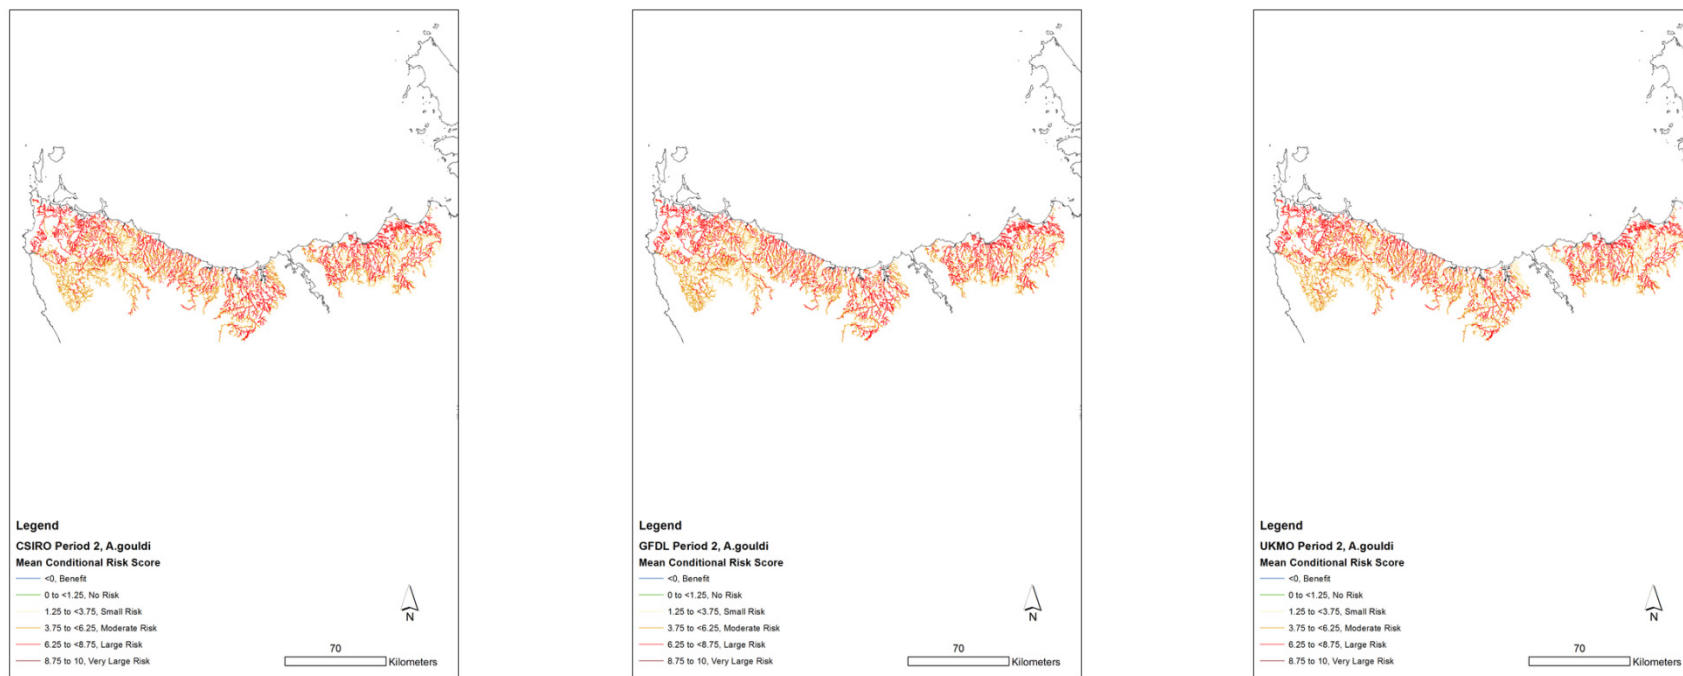 Legend
CSIRO Period 2, A.gouldi
Mean Conditional Risk Score
<0, Benefit
0 to <1.25, No Risk
1.25 to <3.75, Small Risk
3.75 to <6.25, Moderate Risk
6.25 to <8.75, Large Risk
8.75 to 10, Very Large Risk
N
70
Kilometers
Legend
GFDL Period 2, A.gouldi
Mean Conditional Risk Score
<0, Benefit
0 to <1.25, No Risk
1.25 to <3.75, Small Risk
3.75 to <6.25, Moderate Risk
6.25 to <8.75, Large Risk
8.75 to 10, Very Large Risk
N
70
Kilometers
Legend
UKMO Period 2, A.gouldi
Mean Conditional Risk Score
<0, Benefit
0 to <1.25, No Risk
1.25 to <3.75, Small Risk
3.75 to <6.25, Moderate Risk
6.25 to <8.75, Large Risk
8.75 to 10, Very Large Risk
N
70
Kilometers